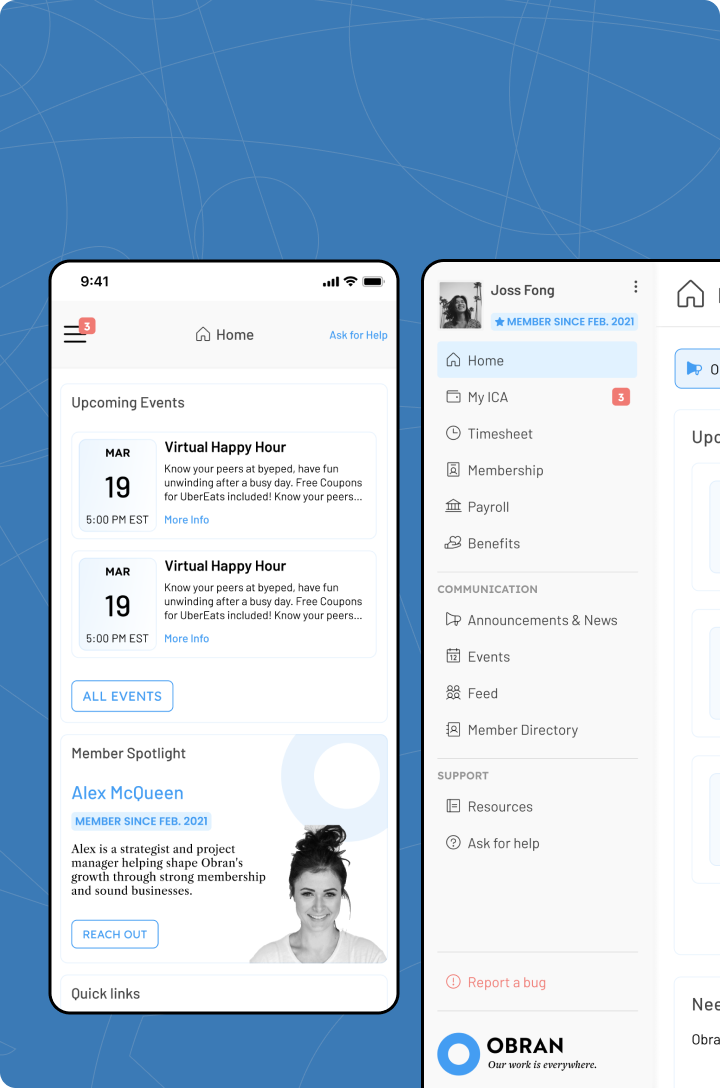 9:41
3
Home
Ask for Help
Upcoming Events
MAR
19
5:00 PM EST
Virtual Happy Hour
Know your peers at byeped, have fun
unwinding after a busy day. Free Coupons
for UberEats included! Know your peers...
More Info
MAR
19
5:00 PM EST
Virtual Happy Hour
Know your peers at byeped, have fun
unwinding after a busy day. Free Coupons
for UberEats included! Know your peers...
More Info
ALL EVENTS
Member Spotlight
Alex McQueen
MEMBER SINCE FEB. 2021
Alex is a strategist and project
manager helping shape Obran's
growth through strong membership
and sound businesses.
REACH OUT
Quick links
Joss Fong
MEMBER SINCE FEB. 2021
Home
My ICA
3
Timesheet
Membership
Payroll
Benefits
COMMUNICATION
Announcements & News
12
Events
Feed
Member Directory
SUPPORT
Resources
Ask for help
Report a bug
OBRAN
Our work is everywhere.
Upc
Nee
Obra